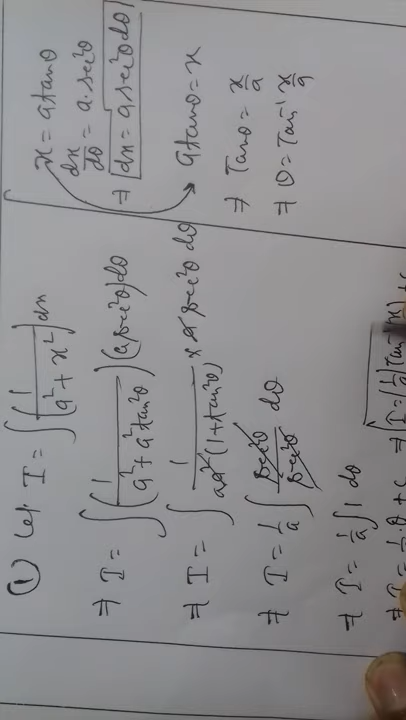 ① Let I = ∫(1/(a² + x²))dx
⇒ I = ∫(1/(a² + a²tan²θ))(a sec²θ)dθ
⇒ I = ∫ 1/(a²(1+tan²θ)) × a sec²θ dθ
⇒ I = 1/a ∫ sec²θ/sec²θ dθ
⇒ I = 1/a ∫ 1 dθ
⇒ I = 1/a · θ + c ⇒ I = (1/a) Tan⁻¹(x/a) + c
x = a tanθ
dx/dθ = a · sec²θ
⇒ dx = a sec²θ dθ
a tanθ = x
⇒ Tanθ = x/a
⇒ θ = Tan⁻¹ x/a